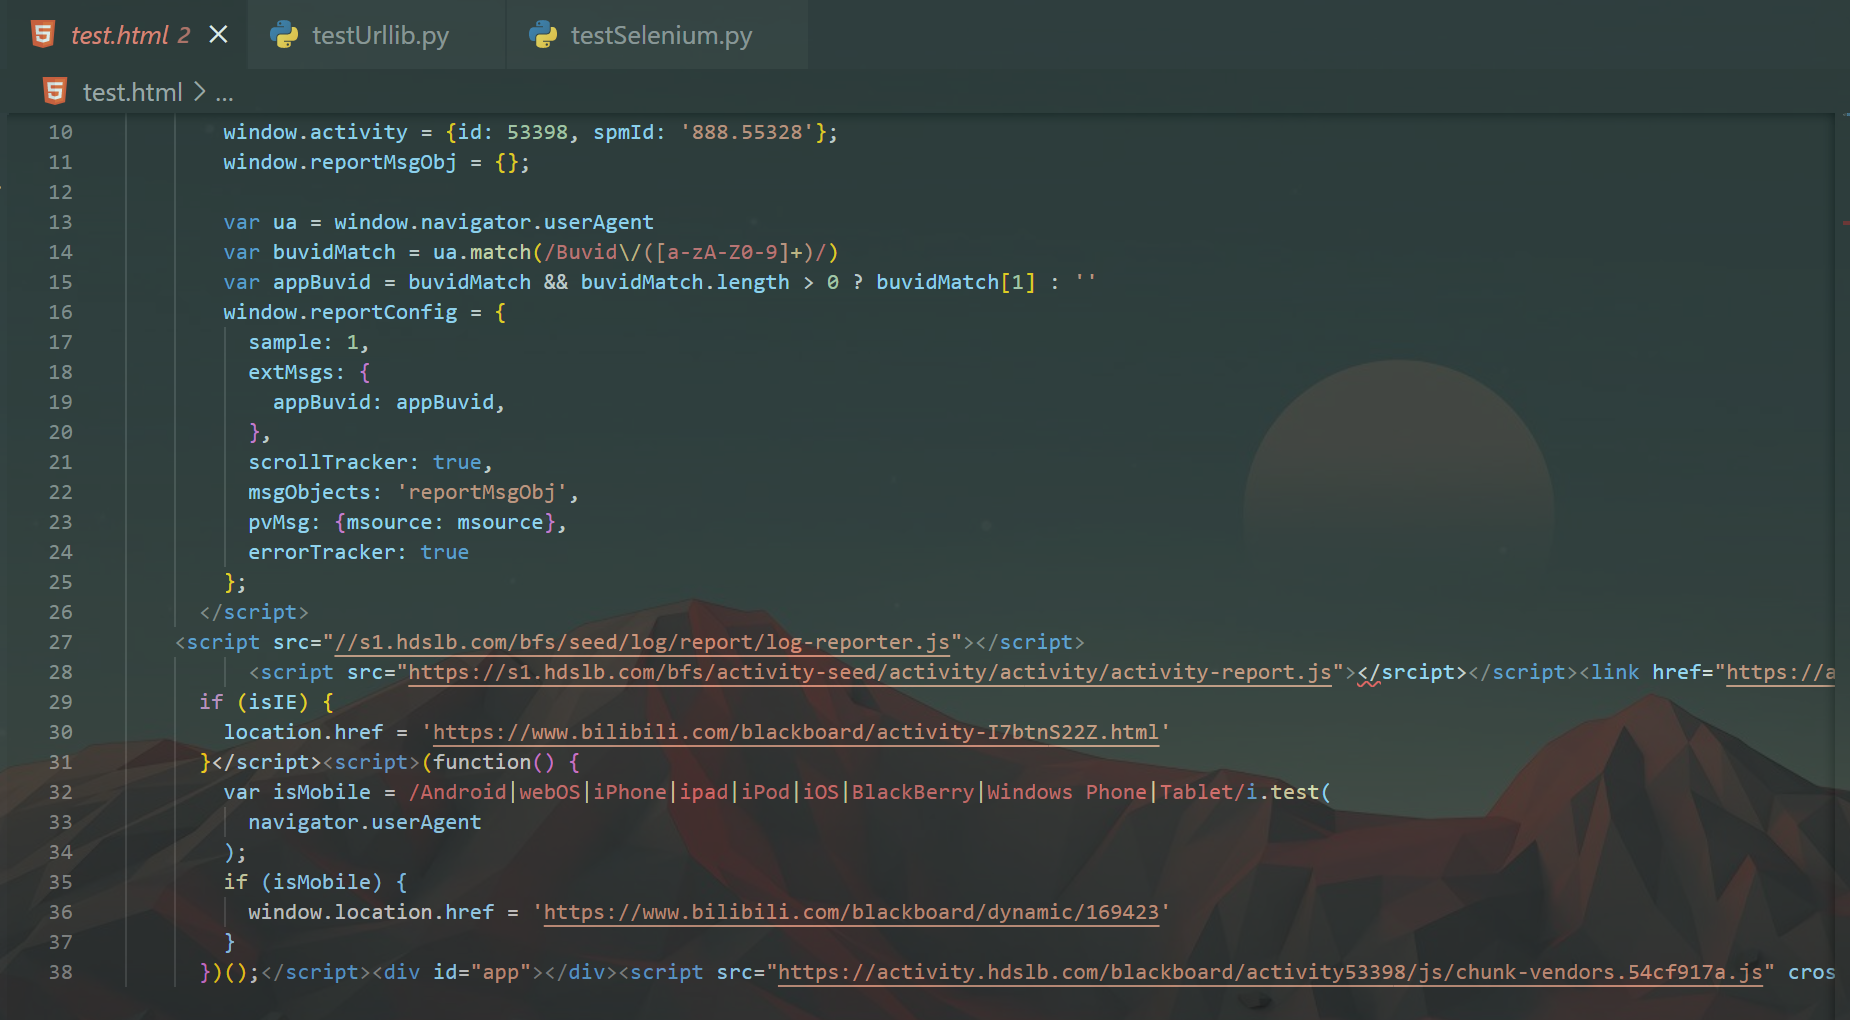 test.html 2 × testUrllib.py testSelenium.py
test.html > ...
10 window.activity = {id: 53398, spmId: '888.55328'};
11 window.reportMsgObj = {};
12
13 var ua = window.navigator.userAgent
14 var buvidMatch = ua.match(/Buvid\/([a-zA-Z0-9]+)/)
15 var appBuvid = buvidMatch && buvidMatch.length > 0 ? buvidMatch[1] : ''
16 window.reportConfig = {
17 sample: 1,
18 extMsgs: {
19 appBuvid: appBuvid,
20 },
21 scrollTracker: true,
22 msgObjects: 'reportMsgObj',
23 pvMsg: {msource: msource},
24 errorTracker: true
25 };
26 </script>
27 <script src="//s1.hdslb.com/bfs/seed/log/report/log-reporter.js"></script>
28 <script src="https://s1.hdslb.com/bfs/activity-seed/activity/activity/activity-report.js"></srcipt></script><link href="https://a
29 if (isIE) {
30 location.href = 'https://www.bilibili.com/blackboard/activity-I7btnS22Z.html'
31 }</script><script>(function() {
32 var isMobile = /Android|webOS|iPhone|ipad|iPod|iOS|BlackBerry|Windows Phone|Tablet/i.test(
33 navigator.userAgent
34 );
35 if (isMobile) {
36 window.location.href = 'https://www.bilibili.com/blackboard/dynamic/169423'
37 }
38 })();</script><div id="app"></div><script src="https://activity.hdslb.com/blackboard/activity53398/js/chunk-vendors.54cf917a.js" cros